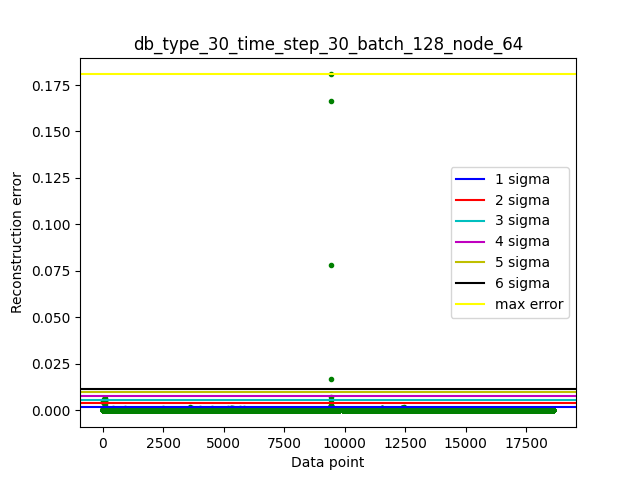 db_type_30_time_step_30_batch_128_node_64
Reconstruction error
0.175
0.150
0.125
0.100
0.075
0.050
0.025
0.000
1 sigma
2 sigma
3 sigma
4 sigma
5 sigma
6 sigma
max error
0 2500 5000 7500 10000 12500 15000 17500
Data point